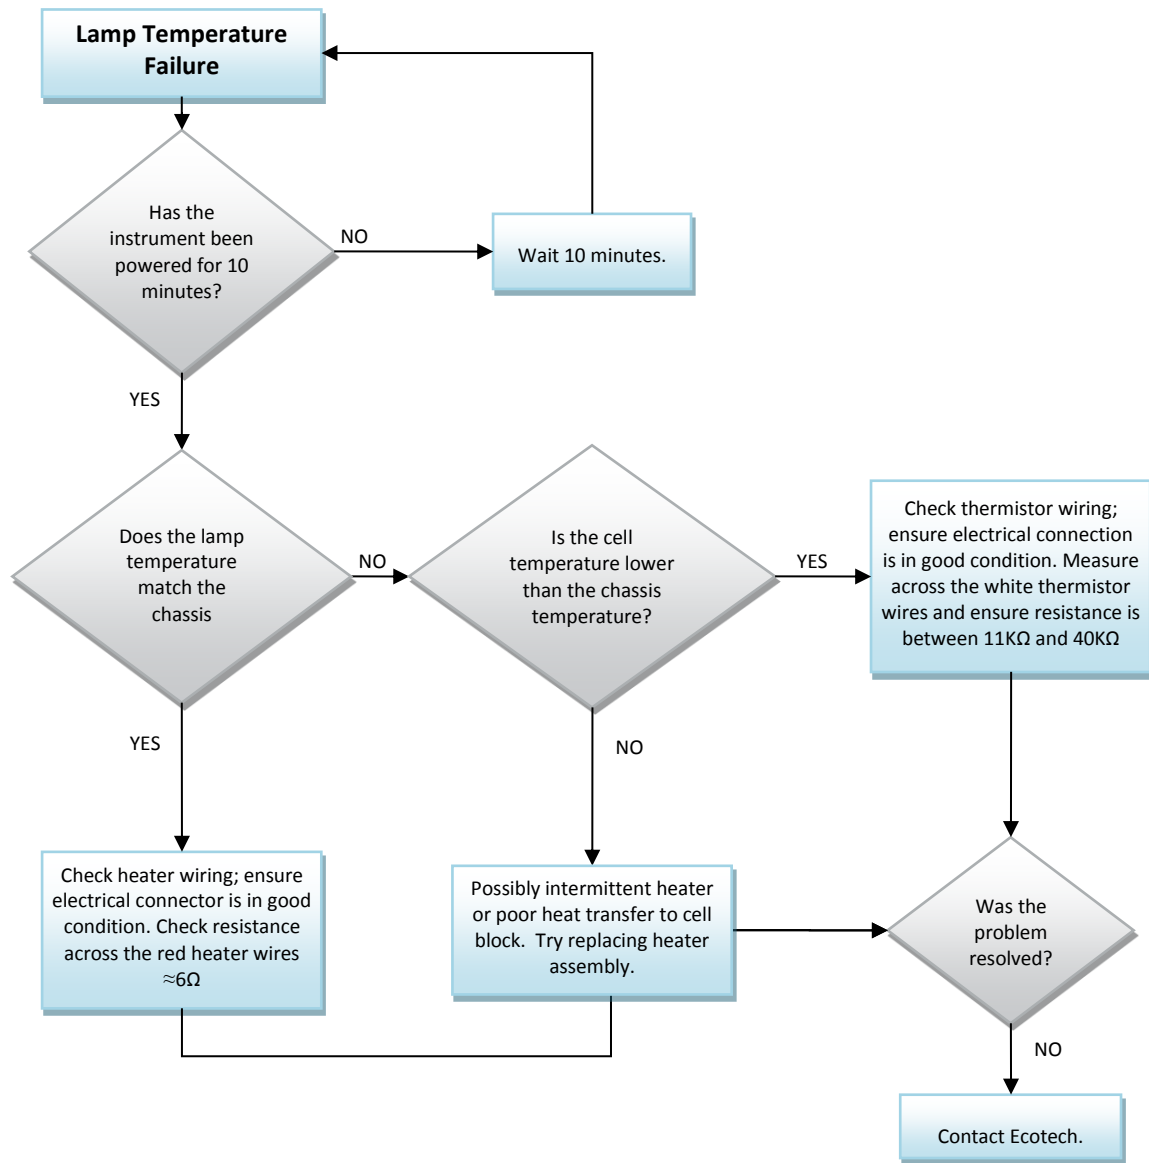 Lamp Temperature
Failure
Has the
instrument been
powered for 10
minutes?
NO
Wait 10 minutes.
YES
Does the lamp
temperature
match the
chassis
NO
Is the cell
temperature lower
than the chassis
temperature?
YES
Check thermistor wiring;
ensure electrical connection
is in good condition. Measure
across the white thermistor
wires and ensure resistance is
between 11KΩ and 40KΩ
YES
NO
Check heater wiring; ensure
electrical connector is in good
condition. Check resistance
across the red heater wires
≈6Ω
Possibly intermittent heater
or poor heat transfer to cell
block.  Try replacing heater
assembly.
Was the
problem
resolved?
NO
Contact Ecotech.